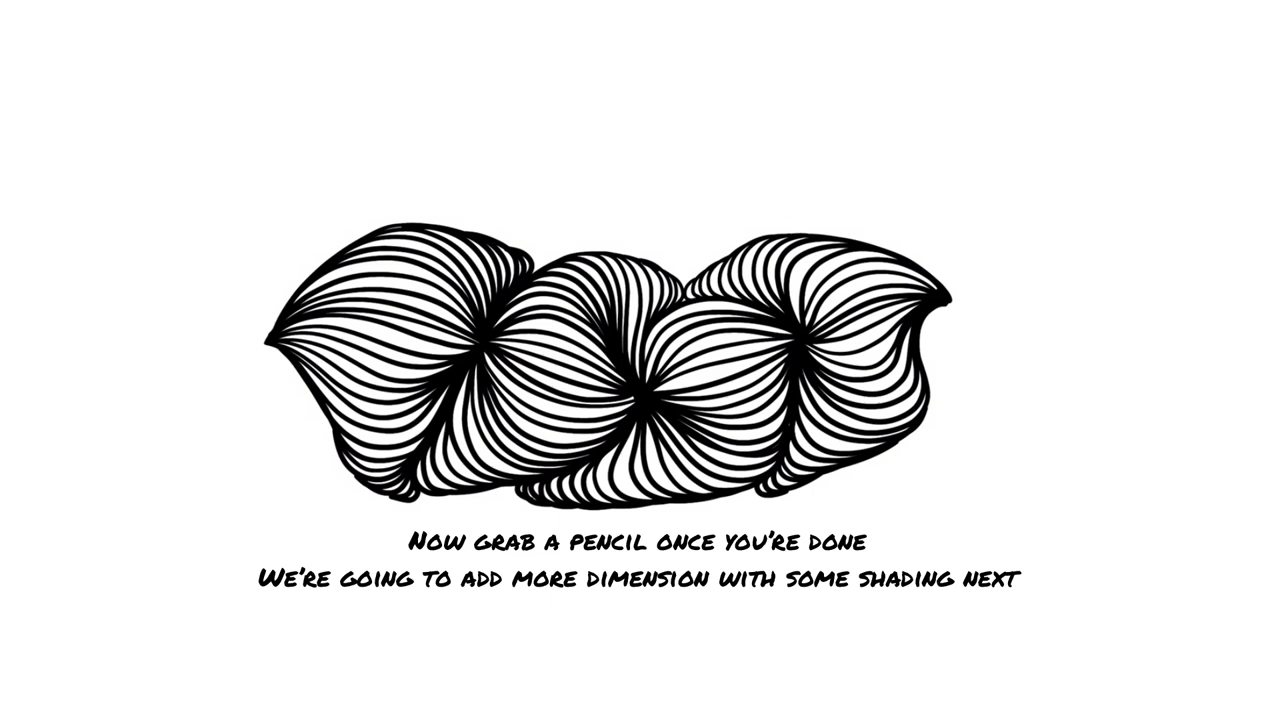 Now grab a pencil once you're done
We're going to add more dimension with some shading next